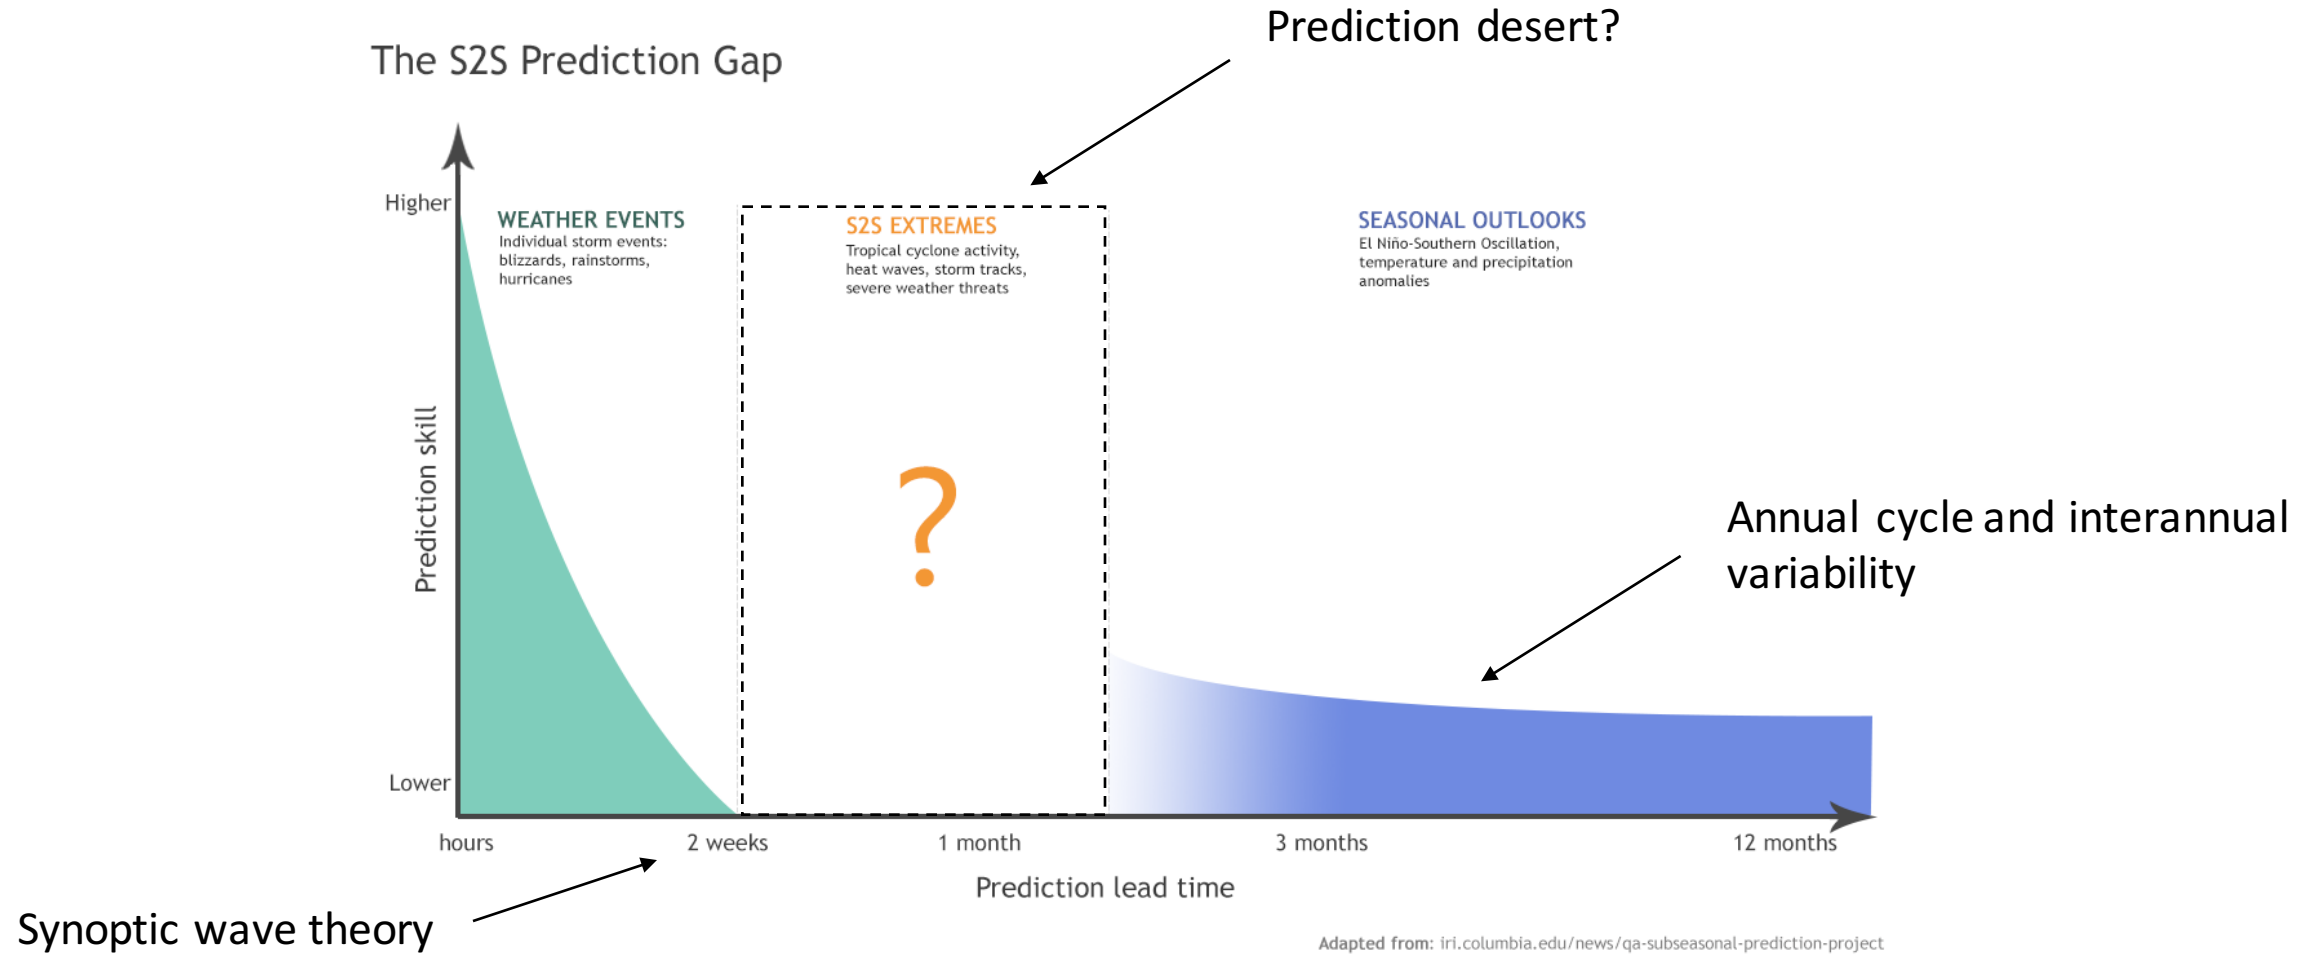 Prediction desert?
The S2S Prediction Gap
Higher
WEATHER EVENTS
Individual storm events:
blizzards, rainstorms,
hurricanes
S2S EXTREMES
Tropical cyclone activity,
heat waves, storm tracks,
severe weather threats
SEASONAL OUTLOOKS
El Niño-Southern Oscillation,
temperature and precipitation
anomalies
Prediction skill
?
Annual cycle and interannual
variability
Lower
hours
2 weeks
1 month
3 months
12 months
Prediction lead time
Synoptic wave theory
Adapted from: iri.columbia.edu/news/qa-subseasonal-prediction-project